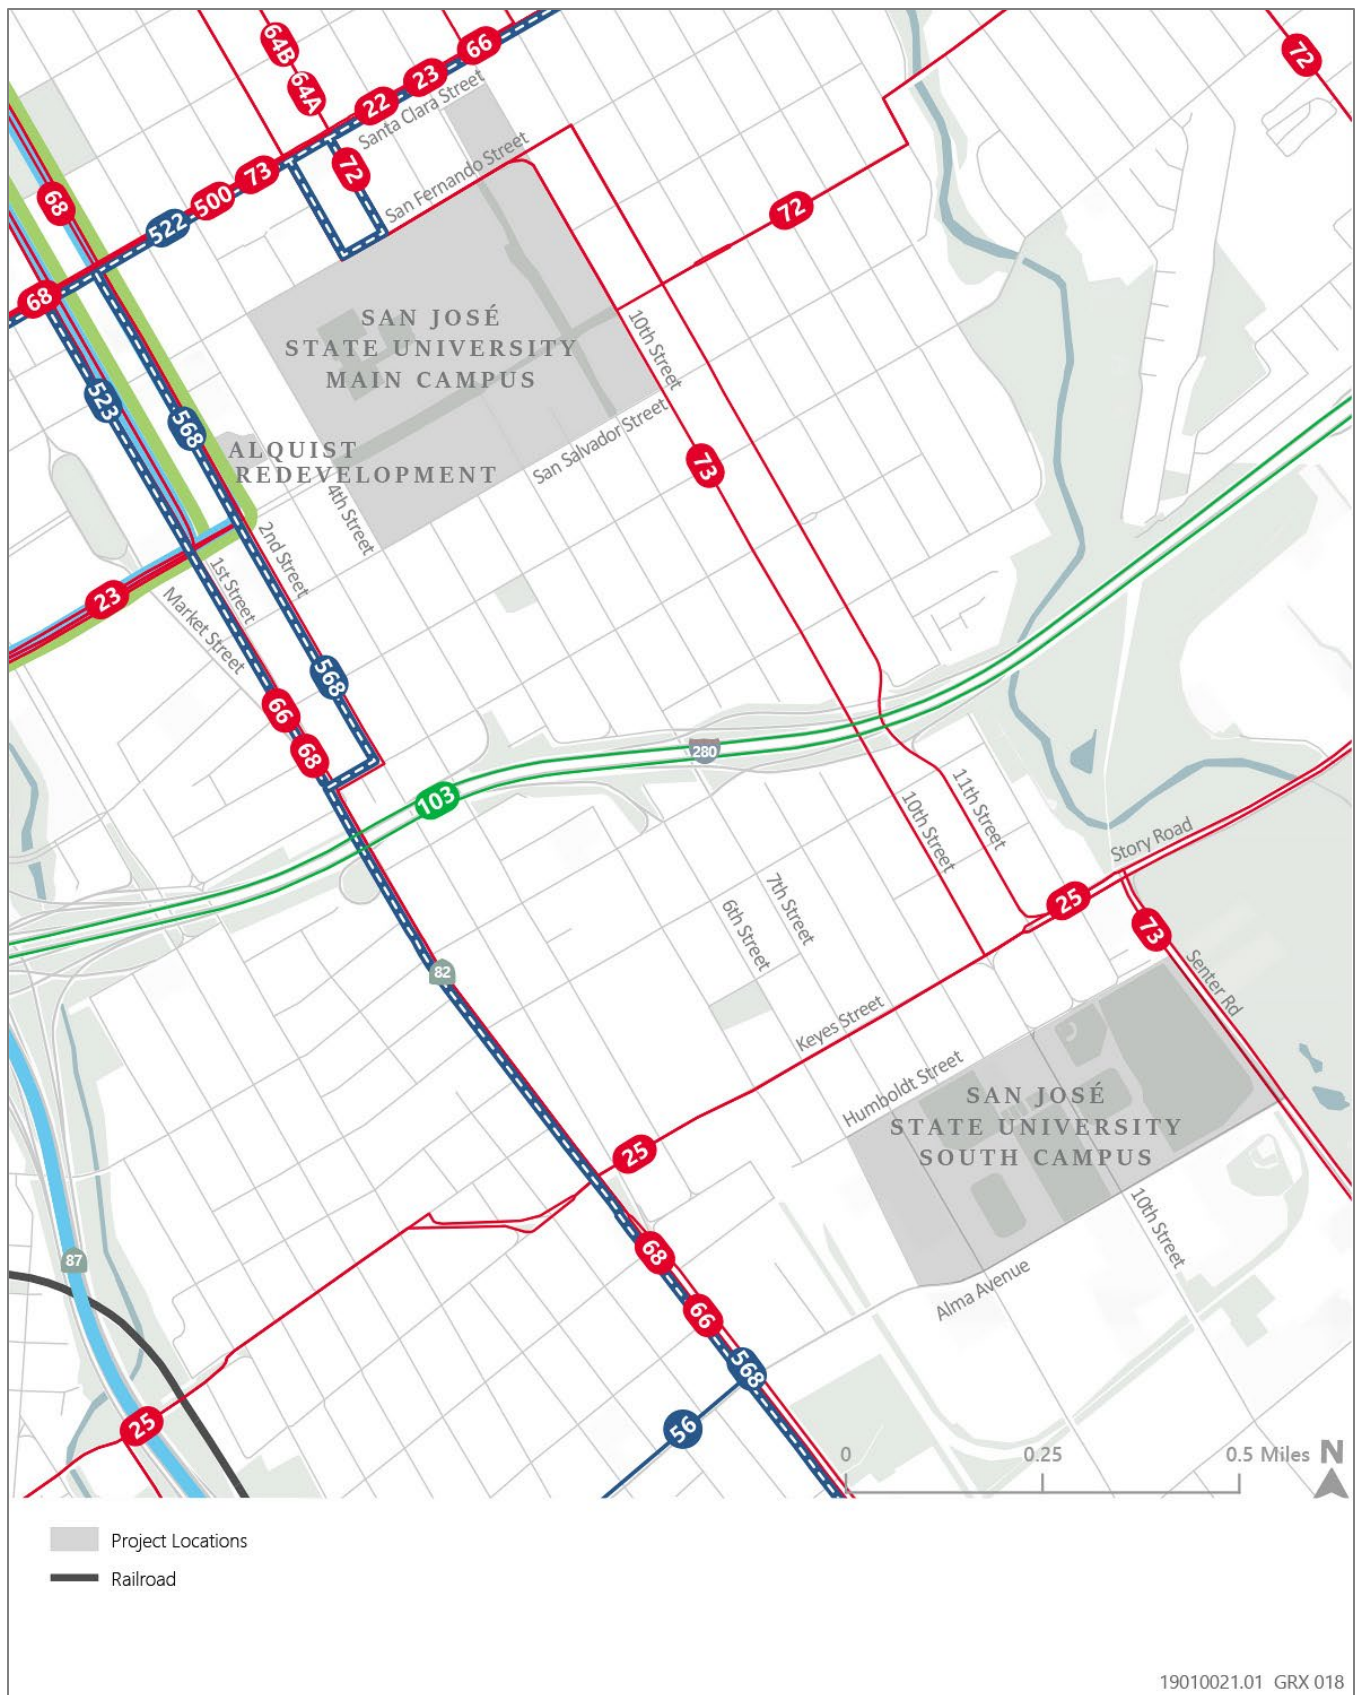 64B
64A
66
23
22
Santa Clara Street
72
72
73
500
522
San Fernando Street
68
72
68
SAN JOSÉ
STATE UNIVERSITY
MAIN CAMPUS
10th Street
523
568
San Salvador Street
ALQUIST
REDEVELOPMENT
73
4th Street
2nd Street
1st Street
23
Market Street
568
66
68
280
103
11th Street
10th Street
Story Road
25
7th Street
6th Street
73
82
Senter Rd
Keyes Street
Humboldt Street
SAN JOSÉ
STATE UNIVERSITY
SOUTH CAMPUS
25
10th Street
68
87
Alma Avenue
66
568
25
56
0 0.25 0.5 Miles N
Project Locations
Railroad
19010021.01 GRX 018